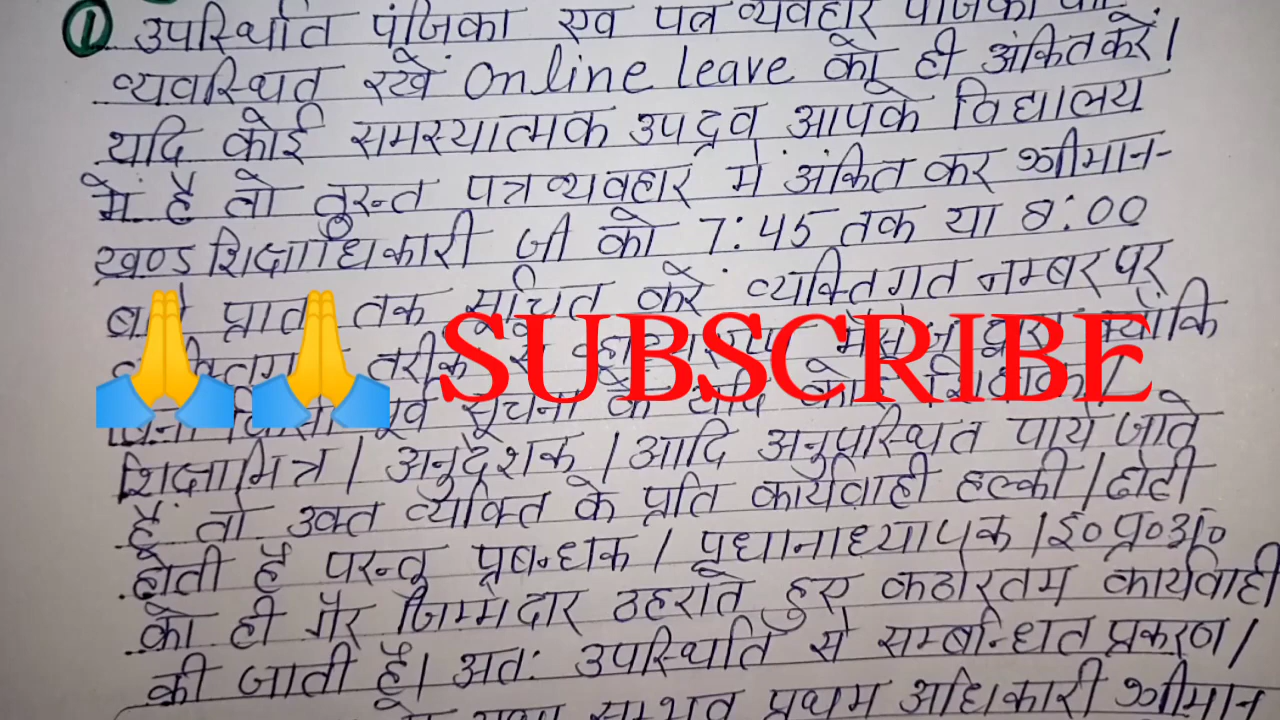 ① उपस्थिति पंजिका एव पत्र व्यवहार पंजिका
व्यवस्थित रखें Online leave को ही अंकित करें।
यदि कोई समस्यात्मक उपद्रव आपके विद्यालय
में है तो तुरन्त पत्र व्यवहार में अंकित कर श्रीमान-
खण्ड शिक्षाधिकारी जी को 7:45 तक या 8:00
प्रात तक सूचित करें व्यक्तिगत नम्बर पर
तरीके से द्वारा क्योंकि
SUBSCRIBE
पूर्व सूचना के यदि कोई
शिक्षामित्र / अनुदेशक / आदि अनुपस्थित पाये जाते
हैं तो उक्त व्यक्ति के प्रति कार्यवाही हल्की / छोटी
होती है परन्तु प्रबन्धक / प्रधानाध्यापक / इ०प्र०अ०
को ही गैर जिम्मेदार ठहराते हुए कठोरतम कार्यवाही
की जाती है। अत: उपस्थिति से सम्बन्धित प्रकरण /
सम्भव प्रथम अधिकारी श्रीमान